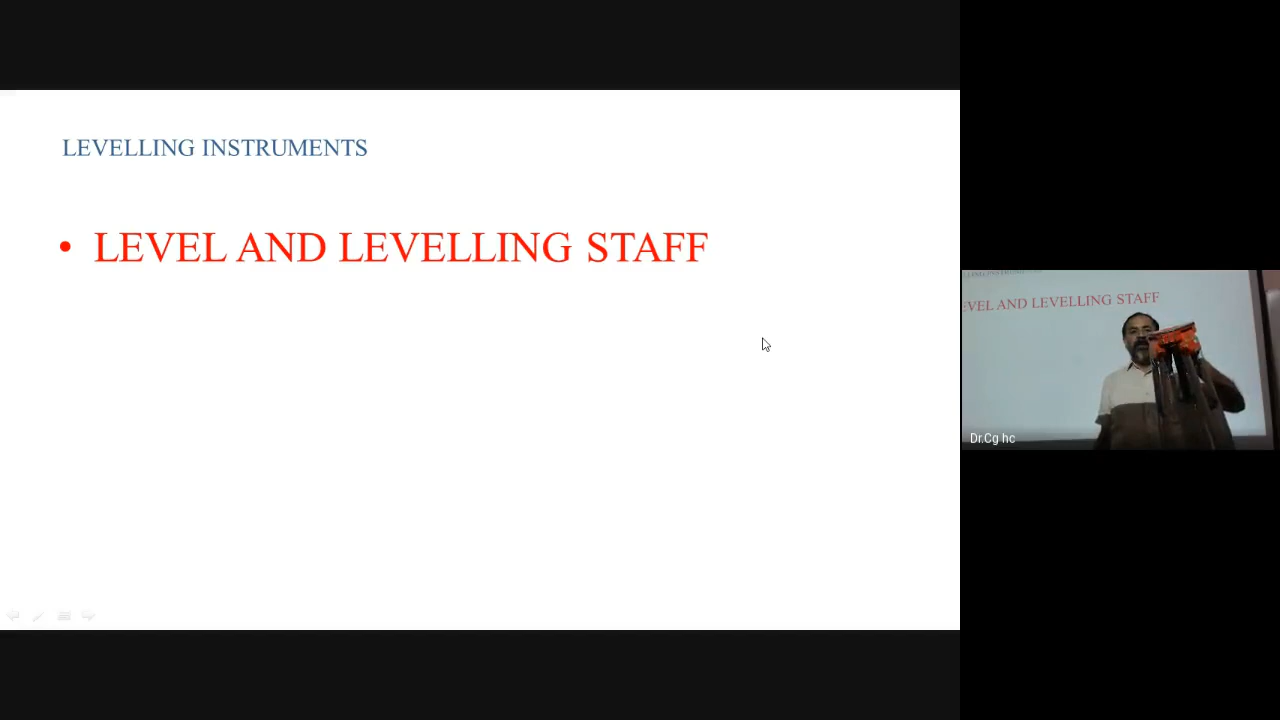 LEVELLING INSTRUMENTS
• LEVEL AND LEVELLING STAFF
EVEL AND LEVELLING STAFF
Dr.Cg hc